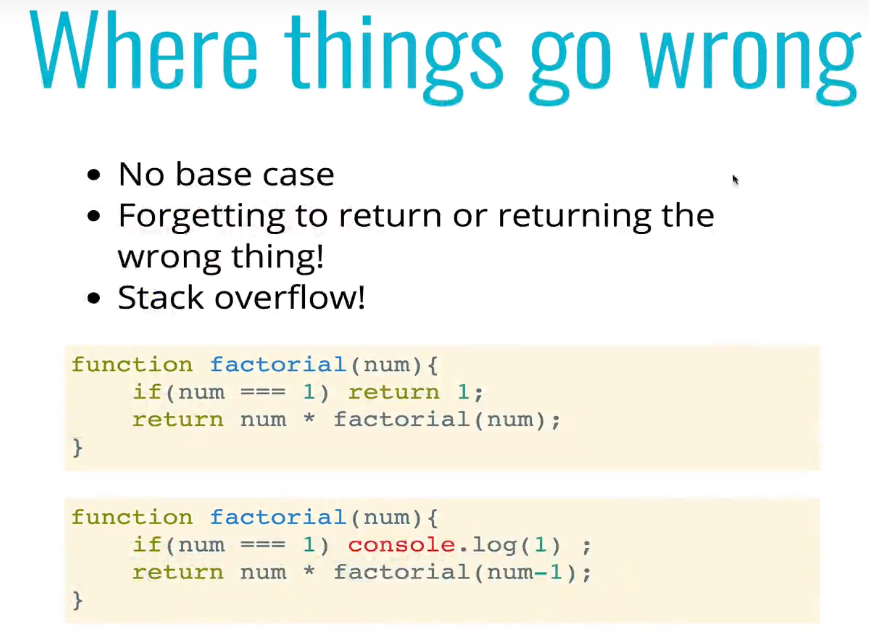 Where things go wrong
• No base case
• Forgetting to return or returning the
wrong thing!
• Stack overflow!
function factorial(num){
    if(num === 1) return 1;
    return num * factorial(num);
}
function factorial(num){
    if(num === 1) console.log(1) ;
    return num * factorial(num-1);
}